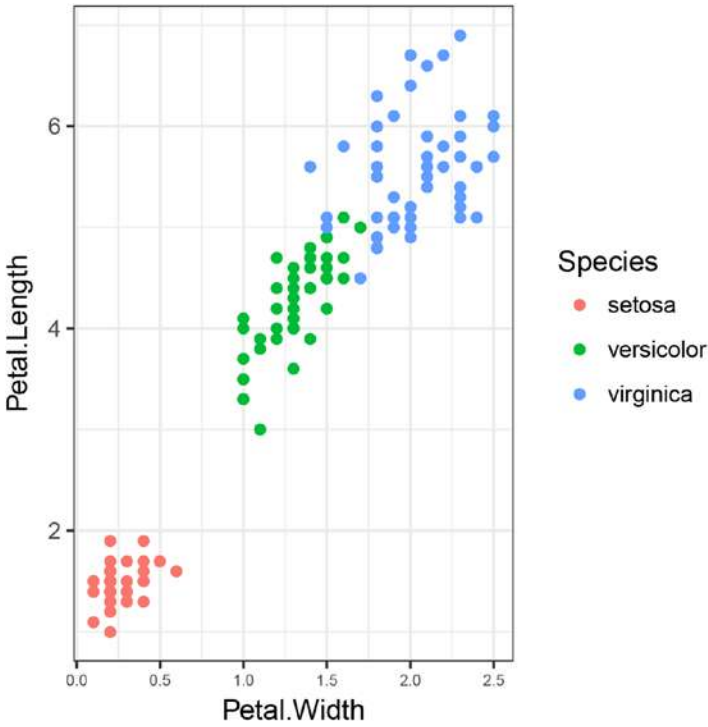 Petal.Length
6
4
2
0.0 0.5 1.0 1.5 2.0 2.5
Petal.Width
Species
setosa
versicolor
virginica